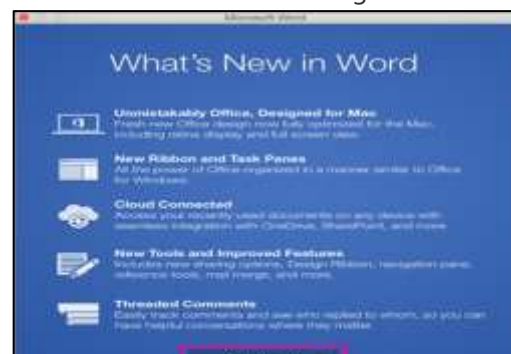 Microsoft Word
What's New in Word
Unmistakably Office, Designed for Mac
Fresh new Office design now fully optimized for the Mac,
including retina display and full screen view.
New Ribbon and Task Panes
All the power of Office organized in a manner similar to Office
for Windows.
Cloud Connected
Access your recently used documents on any device with
seamless integration with OneDrive, SharePoint, and more.
New Tools and Improved Features
Includes new sharing options, Design Ribbon, navigation pane,
reference tools, mail merge, and more.
Threaded Comments
Easily track comments and see who replied to whom, so you can
have helpful conversations where they matter.